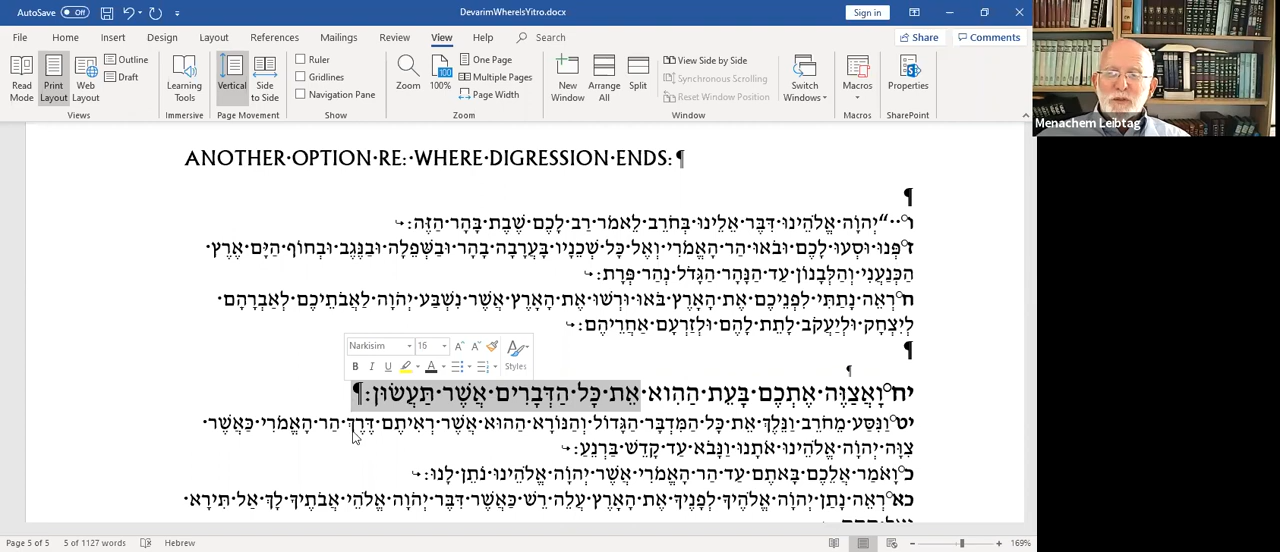 AutoSave Off
DevarimWhereIsYitro.docx
Sign in
File Home Insert Design Layout References Mailings Review View Help Search Share Comments
Read Mode
Print Layout
Web Layout
Outline
Draft
Views
Learning Tools
Immersive
Vertical
Side to Side
Page Movement
Ruler
Gridlines
Navigation Pane
Show
Zoom
100
100%
One Page
Multiple Pages
Page Width
Zoom
New Window
Arrange All
Split
View Side by Side
Synchronous Scrolling
Reset Window Position
Window
Switch Windows
Macros
Macros
Properties
SharePoint
Menachem Leibtag
ANOTHER·OPTION·RE:·WHERE·DIGRESSION·ENDS:¶
¶
ו°··"יְהוָֹה·אֱלֹהֵינוּ·דִּבֶּר·אֵלֵינוּ·בְּחֹרֵב·לֵאמֹר·רַב·לָכֶם·שֶׁבֶת·בָּהָר·הַזֶּה:
ז°פְּנוּ·וּסְעוּ·לָכֶם·וּבֹאוּ·הַר·הָאֱמֹרִי·וְאֶל·כָּל·שְׁכֵנָיו·בָּעֲרָבָה·בָהָר·וּבַשְּׁפֵלָה·וּבַנֶּגֶב·וּבְחוֹף·הַיָּם·אֶרֶץ·
הַכְּנַעֲנִי·וְהַלְּבָנוֹן·עַד·הַנָּהָר·הַגָּדֹל·נְהַר·פְּרָת:
ח°רְאֵה·נָתַתִּי·לִפְנֵיכֶם·אֶת·הָאָרֶץ·בֹּאוּ·וּרְשׁוּ·אֶת·הָאָרֶץ·אֲשֶׁר·נִשְׁבַּע·יְהוָֹה·לַאֲבֹתֵיכֶם·לְאַבְרָהָם·
לְיִצְחָק·וּלְיַעֲקֹב·לָתֵת·לָהֶם·וּלְזַרְעָם·אַחֲרֵיהֶם:
¶
Narkisim 16
B I U A Styles
¶
יח°וָאֲצַוֶּה·אֶתְכֶם·בָּעֵת·הַהִוא·אֵת·כָּל·הַדְּבָרִים·אֲשֶׁר·תַּעֲשׂוּן:¶
יט°וַנִּסַּע·מֵחֹרֵב·וַנֵּלֶךְ·אֵת·כָּל·הַמִּדְבָּר·הַגָּדוֹל·וְהַנּוֹרָא·הַהוּא·אֲשֶׁר·רְאִיתֶם·דֶּרֶךְ·הַר·הָאֱמֹרִי·כַּאֲשֶׁר·
צִוָּה·יְהוָֹה·אֱלֹהֵינוּ·אֹתָנוּ·וַנָּבֹא·עַד·קָדֵשׁ·בַּרְנֵעַ:
כ°וָאֹמַר·אֲלֵכֶם·בָּאתֶם·עַד·הַר·הָאֱמֹרִי·אֲשֶׁר·יְהוָֹה·אֱלֹהֵינוּ·נֹתֵן·לָנוּ:
כא°רְאֵה·נָתַן·יְהוָֹה·אֱלֹהֶיךָ·לְפָנֶיךָ·אֶת·הָאָרֶץ·עֲלֵה·רֵשׁ·כַּאֲשֶׁר·דִּבֶּר·יְהוָֹה·אֱלֹהֵי·אֲבֹתֶיךָ·לָךְ·אַל·תִּירָא·
Page 5 of 5 5 of 1127 words Hebrew
169%